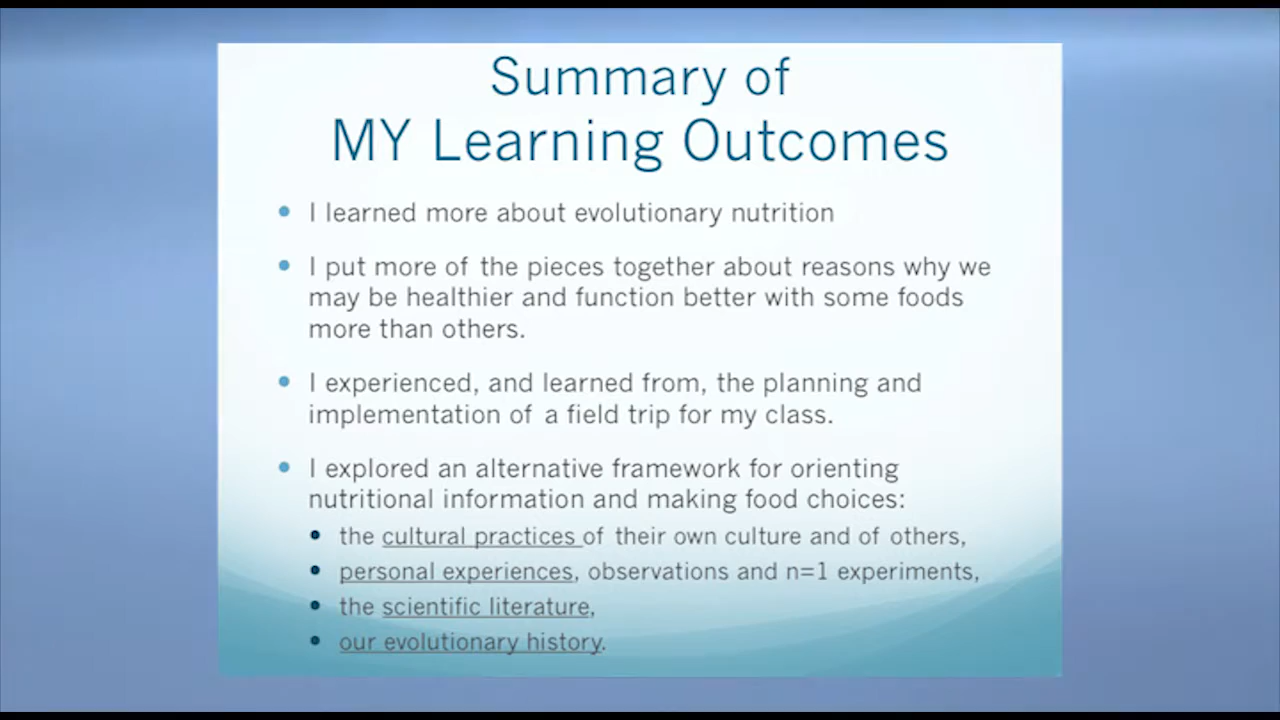 Summary of
MY Learning Outcomes
• I learned more about evolutionary nutrition
• I put more of the pieces together about reasons why we
may be healthier and function better with some foods
more than others.
• I experienced, and learned from, the planning and
implementation of a field trip for my class.
• I explored an alternative framework for orienting
nutritional information and making food choices:
• the cultural practices of their own culture and of others,
• personal experiences, observations and n=1 experiments,
• the scientific literature,
• our evolutionary history.